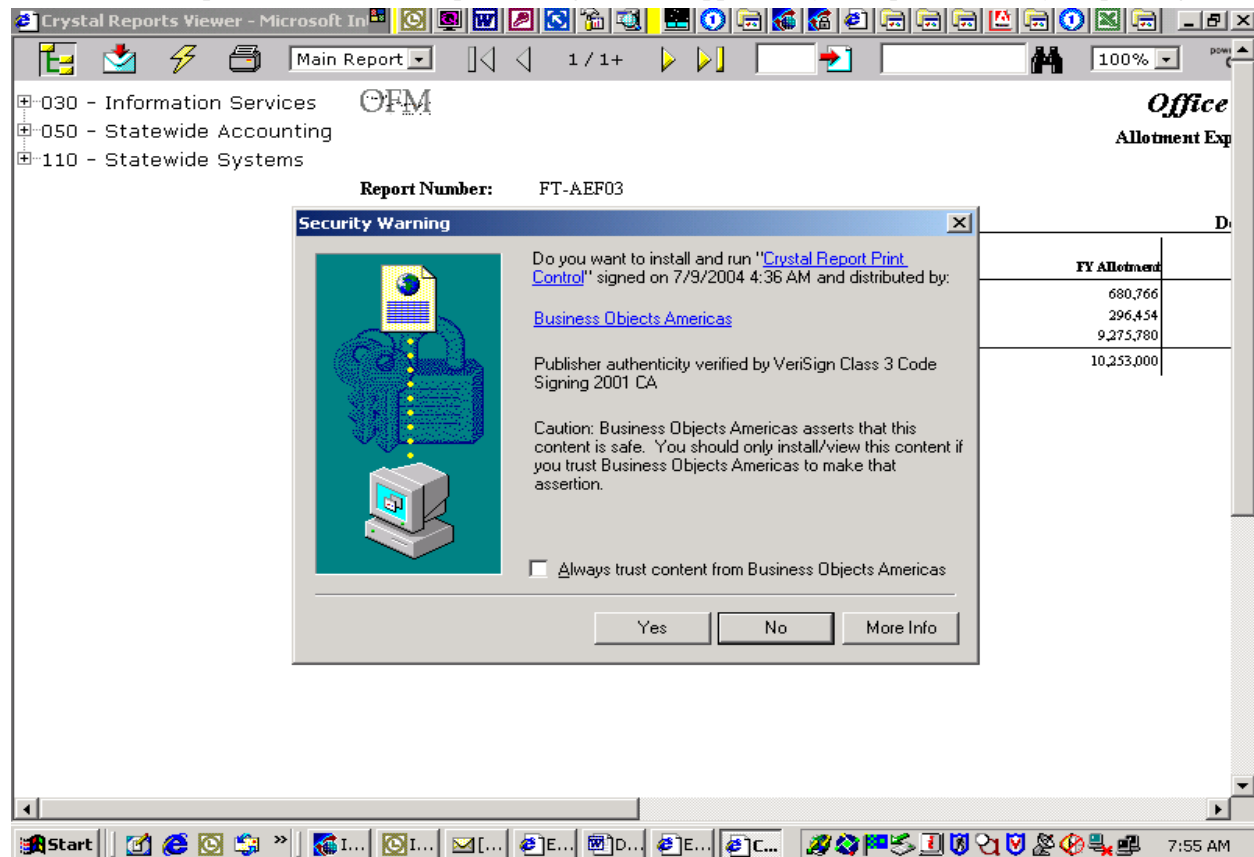 Crystal Reports Viewer - Microsoft In
Main Report
1 / 1+
100%
030 - Information Services
050 - Statewide Accounting
110 - Statewide Systems
OFM
Office
Allotment Exp
Report Number: FT-AEF03
FY Allotment
680,766
296,454
9,275,780
10,253,000
Security Warning
Do you want to install and run "Crystal Report Print
Control" signed on 7/9/2004 4:36 AM and distributed by:
Business Objects Americas
Publisher authenticity verified by VeriSign Class 3 Code
Signing 2001 CA
Caution: Business Objects Americas asserts that this
content is safe. You should only install/view this content if
you trust Business Objects Americas to make that
assertion.
Always trust content from Business Objects Americas
Yes
No
More Info
Start
I...
I...
[...
E...
D...
E...
C...
7:55 AM